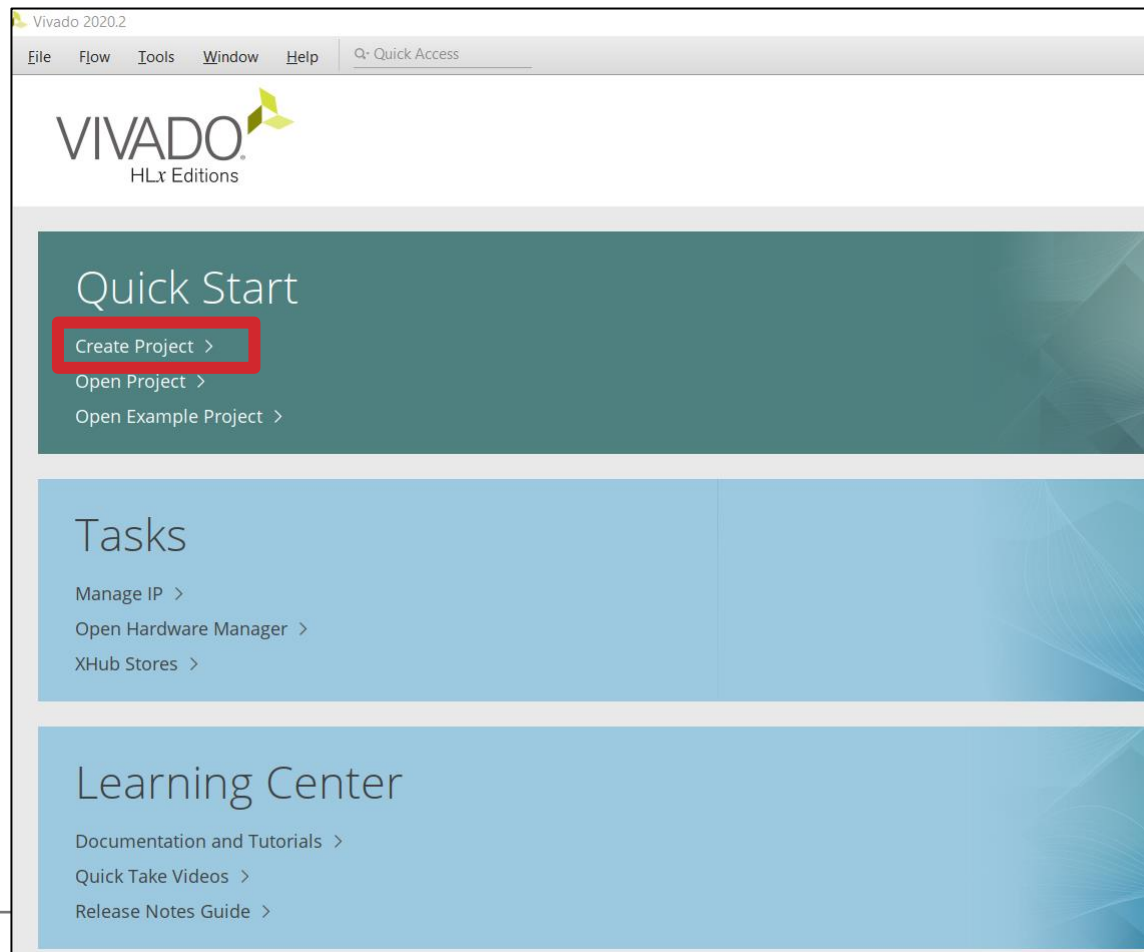 Vivado 2020.2
File Flow Tools Window Help Quick Access
VIVADO.
HLx Editions
Quick Start
Create Project >
Open Project >
Open Example Project >
Tasks
Manage IP >
Open Hardware Manager >
XHub Stores >
Learning Center
Documentation and Tutorials >
Quick Take Videos >
Release Notes Guide >